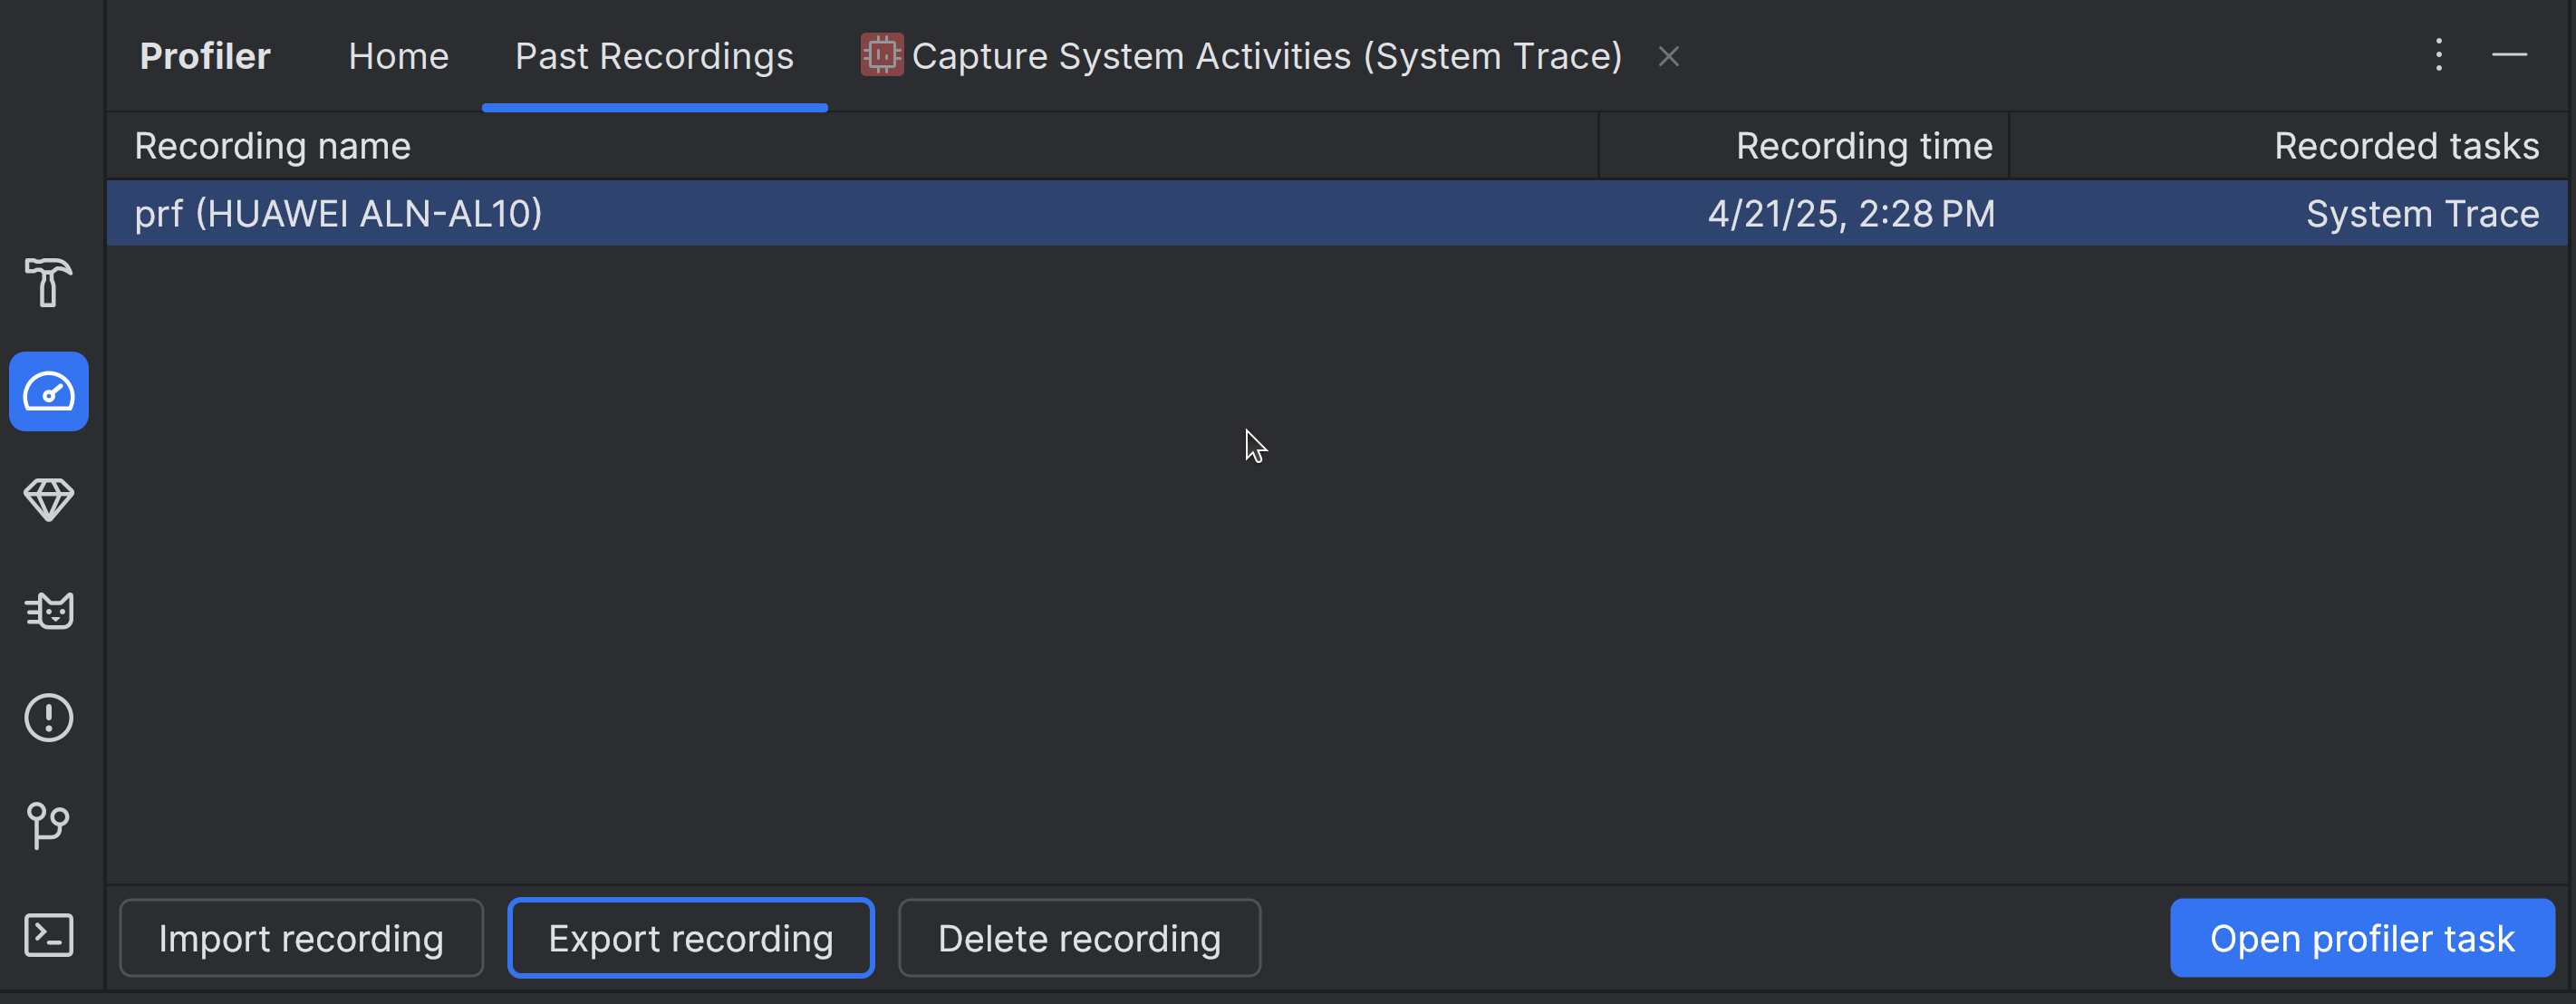 Profiler Home Past Recordings Capture System Activities (System Trace)
Recording name Recording time Recorded tasks
prf (HUAWEI ALN-AL10) 4/21/25, 2:28 PM System Trace
Import recording Export recording Delete recording Open profiler task